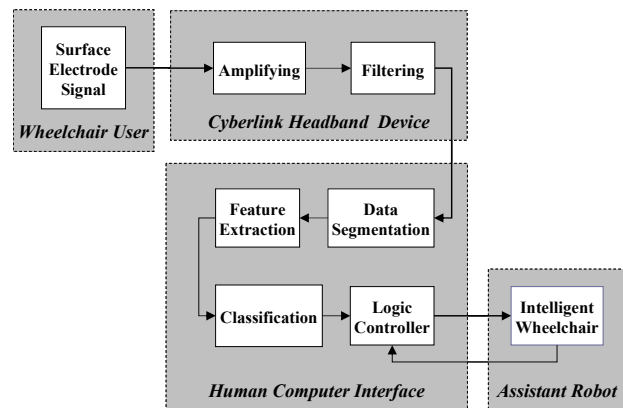 Surface
Electrode
Signal
Wheelchair User
Amplifying
Filtering
Cyberlink Headband Device
Feature
Extraction
Data
Segmentation
Classification
Logic
Controller
Human Computer Interface
Intelligent
Wheelchair
Assistant Robot